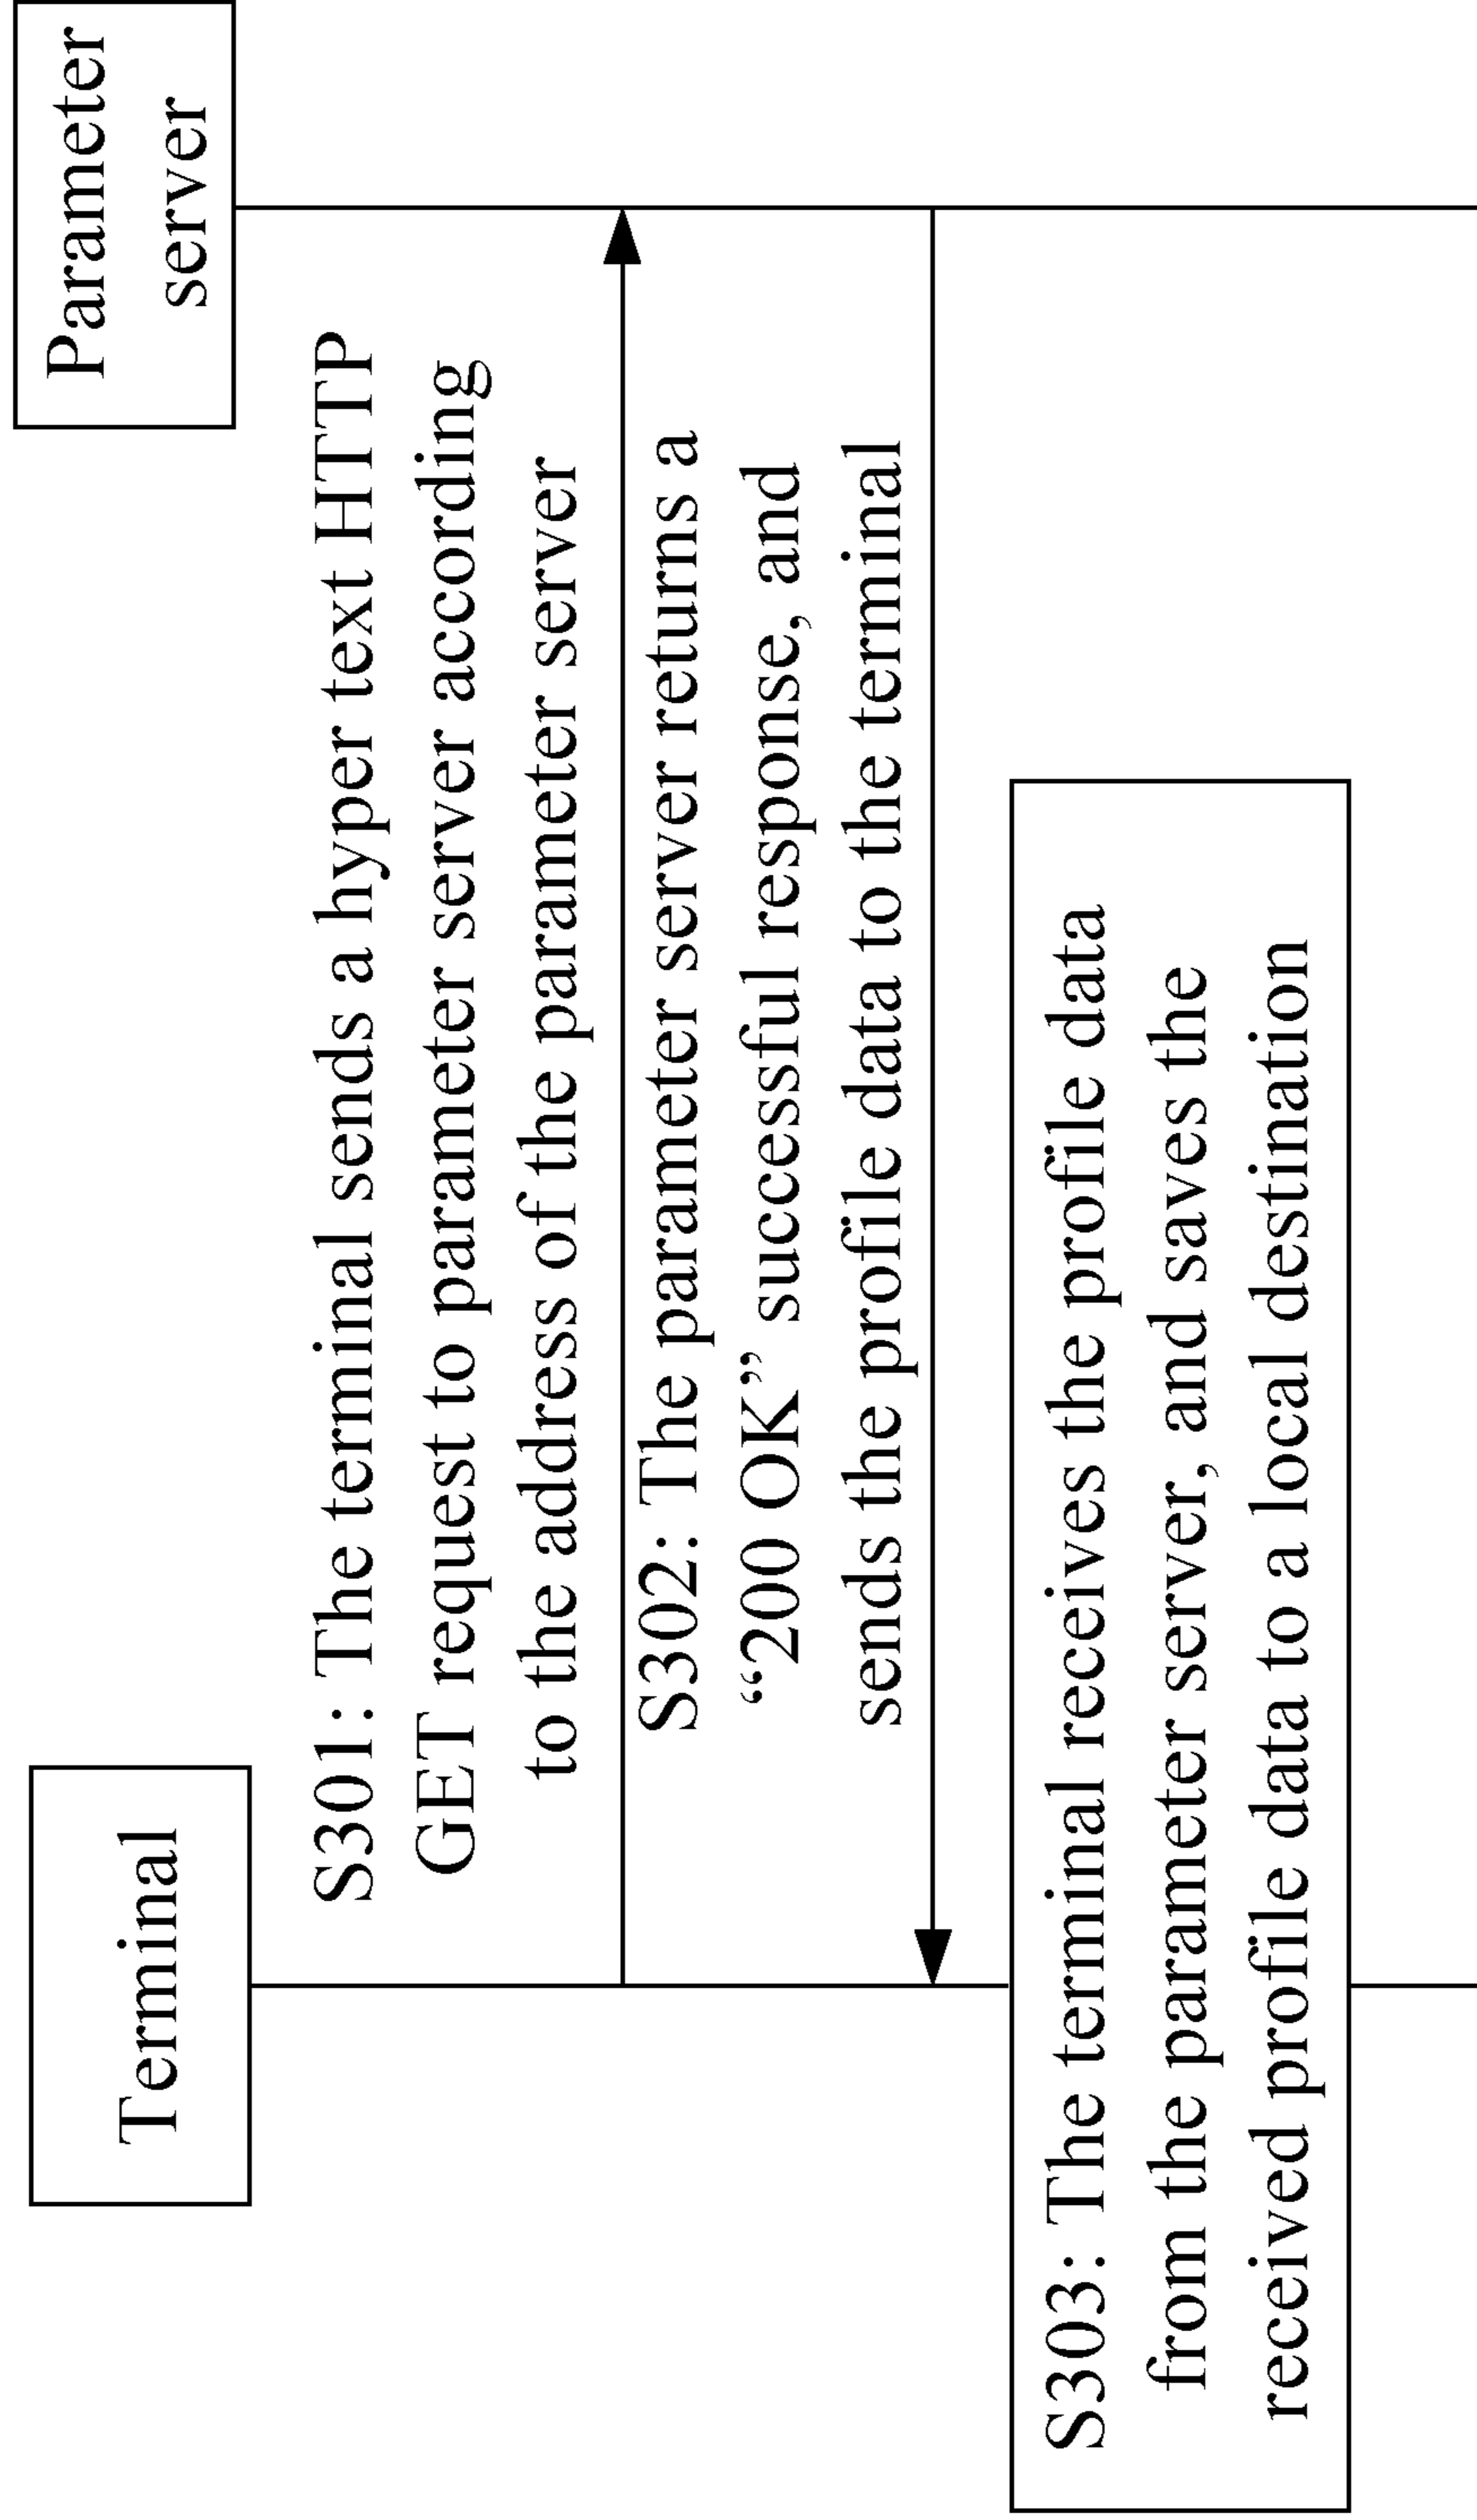 Terminal
Parameter
server
S301: The terminal sends a hyper text HTTP
GET request to parameter server according
to the address of the parameter server
S302: The parameter server returns a
“200 OK” successful response, and
sends the profile data to the terminal
S303: The terminal receives the profile data
from the parameter server, and saves the
received profile data to a local destination